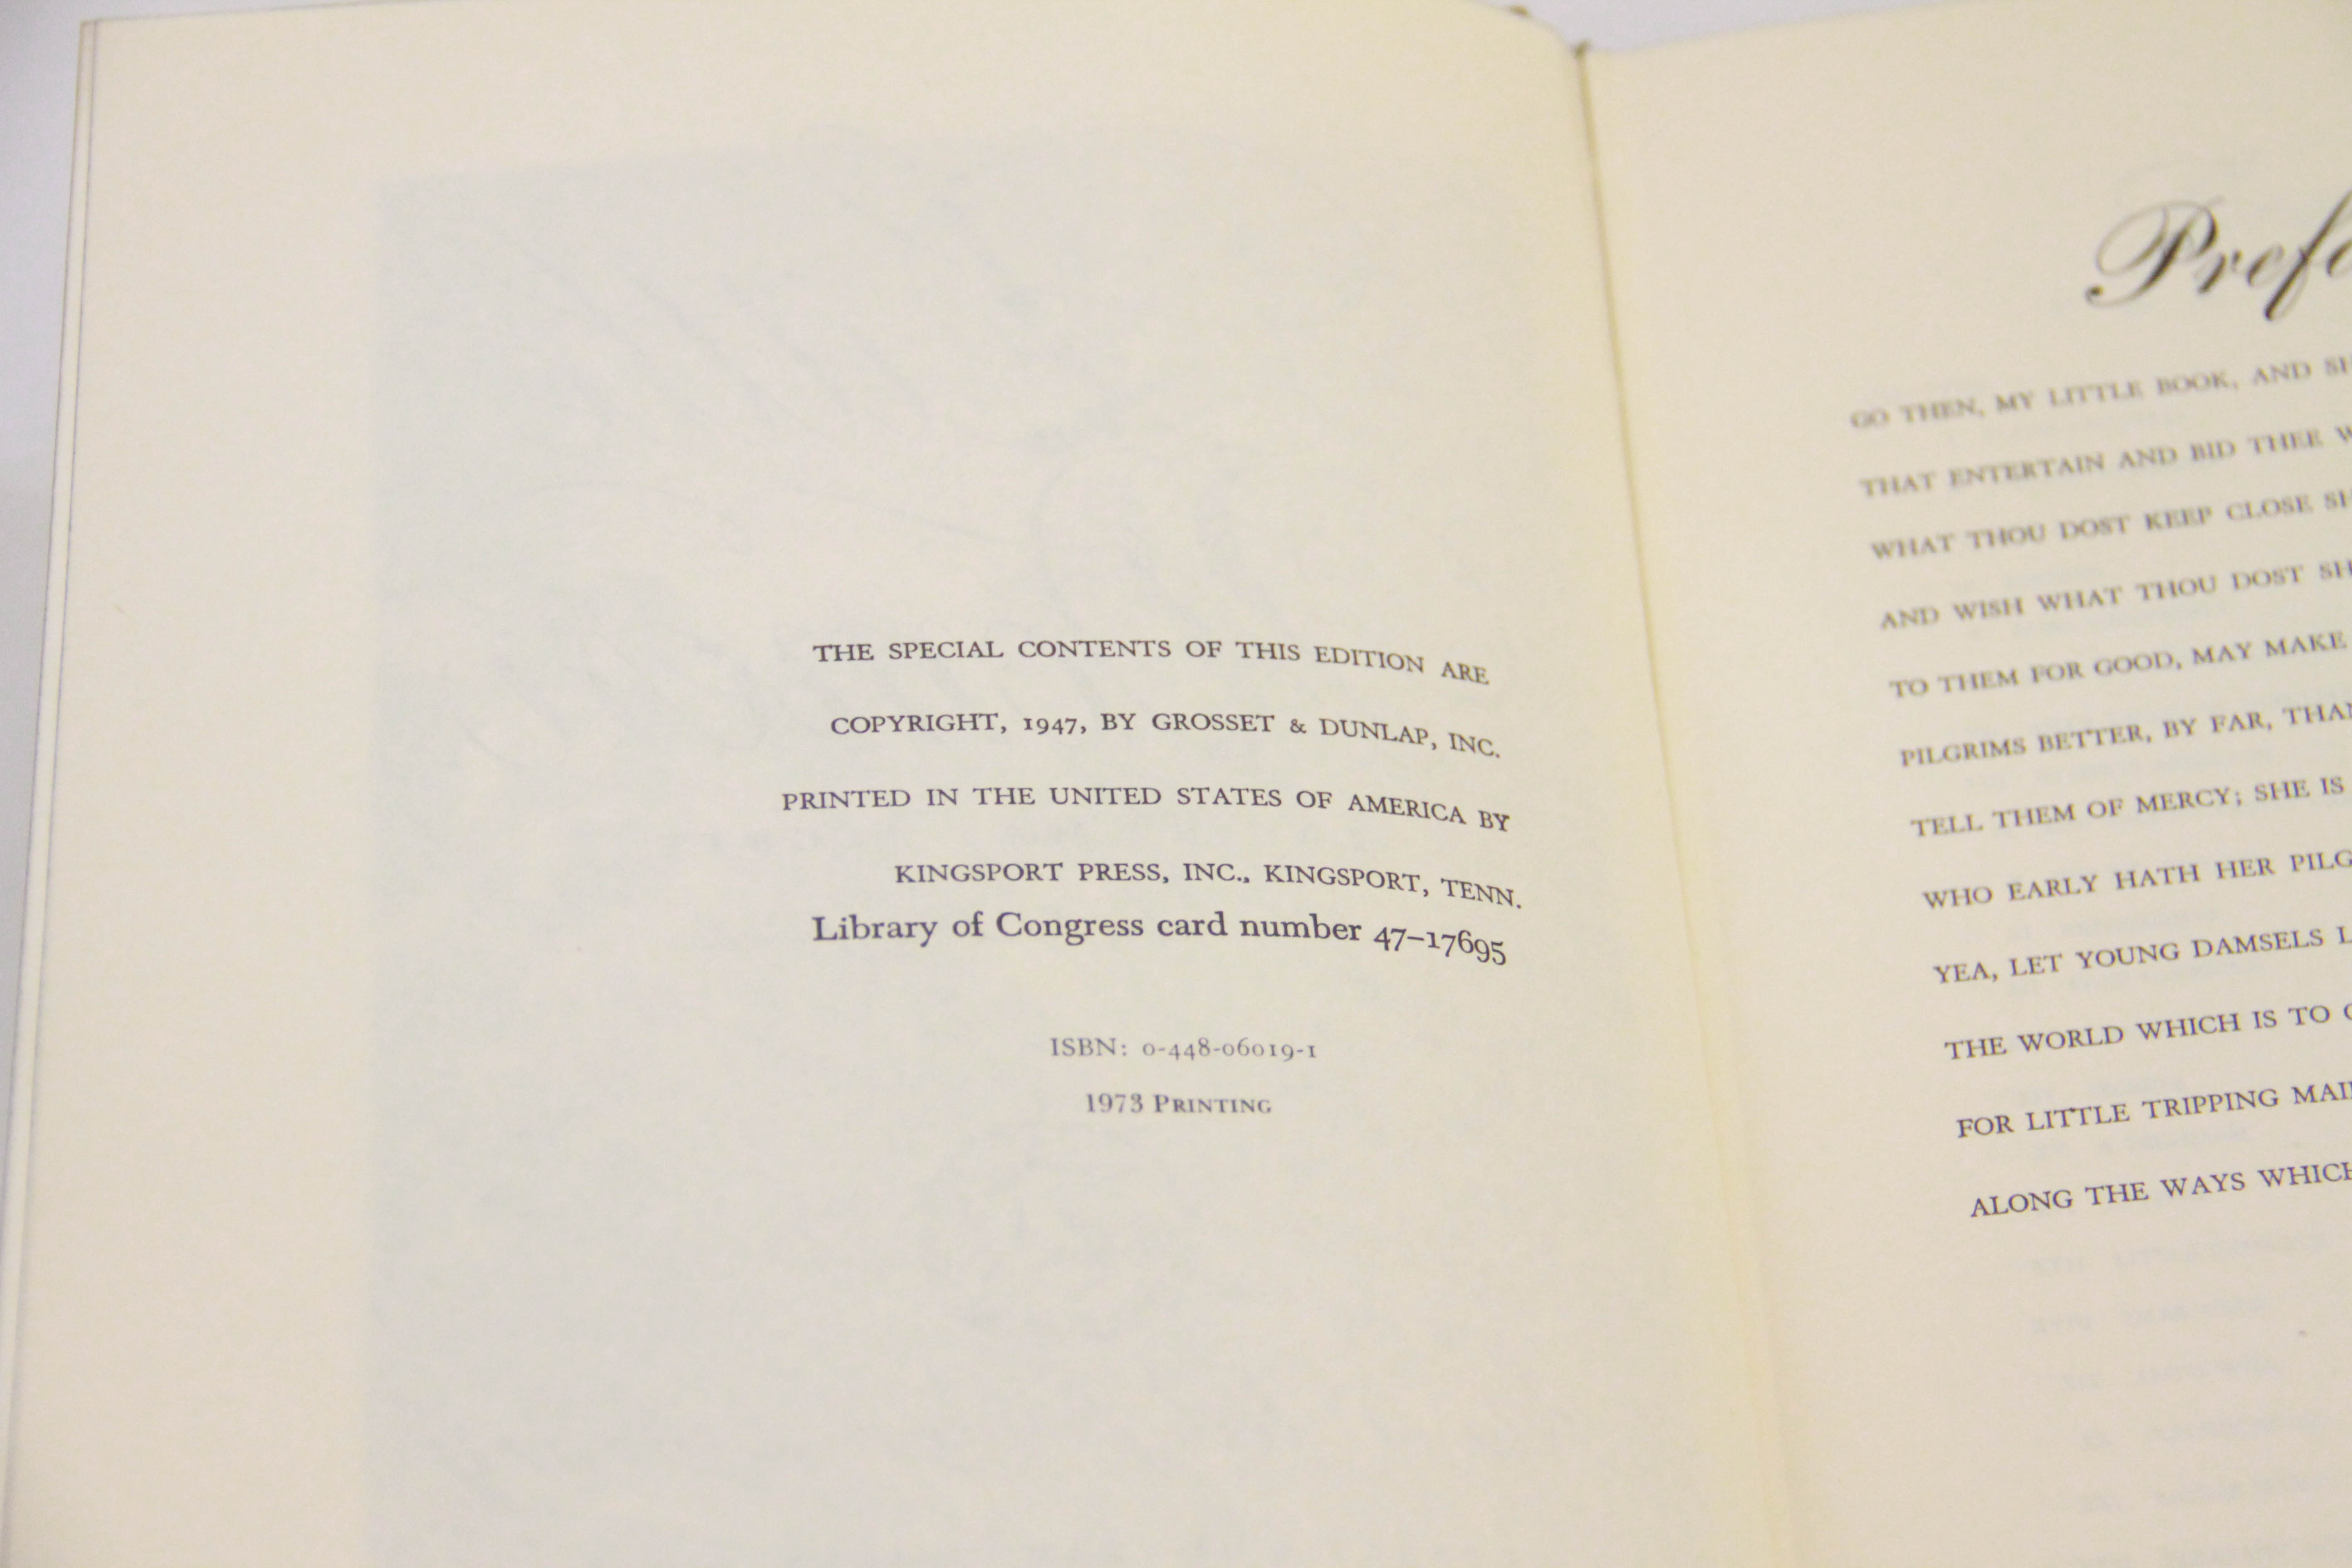 THE SPECIAL CONTENTS OF THIS EDITION ARE
COPYRIGHT, 1947, BY GROSSET & DUNLAP, INC.
PRINTED IN THE UNITED STATES OF AMERICA BY
KINGSPORT PRESS, INC., KINGSPORT, TENN.
Library of Congress card number 47-17695
ISBN: 0-448-06019-1
1973 PRINTING
GO THEN, MY LITTLE BOOK, AND
THAT ENTERTAIN AND BID THEE
WHAT THOU DOST KEEP CLOSE
AND WISH WHAT THOU DOST
TO THEM FOR GOOD, MAY MAKE
PILGRIMS BETTER, BY FAR,
TELL THEM OF MERCY; SHE IS
WHO EARLY HATH HER
YEA, LET YOUNG DAMSELS
THE WORLD WHICH IS TO
FOR LITTLE TRIPPING
ALONG THE WAYS